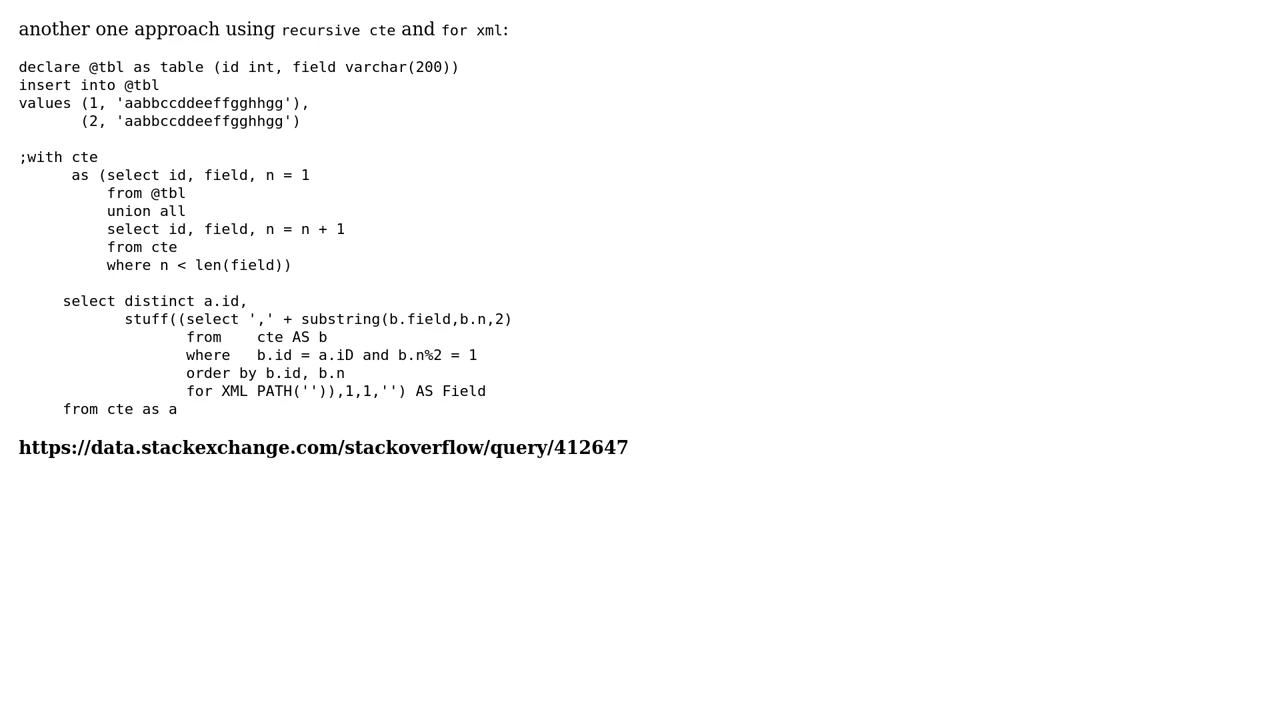 another one approach using recursive cte and for xml:
declare @tbl as table (id int, field varchar(200))
insert into @tbl
values (1, 'aabbccddeeffgghhgg'),
       (2, 'aabbccddeeffgghhgg')
;with cte
      as (select id, field, n = 1
          from @tbl
          union all
          select id, field, n = n + 1
          from cte
          where n < len(field))
     select distinct a.id,
            stuff((select ',' + substring(b.field,b.n,2)
                   from    cte AS b
                   where   b.id = a.iD and b.n%2 = 1
                   order by b.id, b.n
                   for XML PATH('')),1,1,'') AS Field
     from cte as a
https://data.stackexchange.com/stackoverflow/query/412647